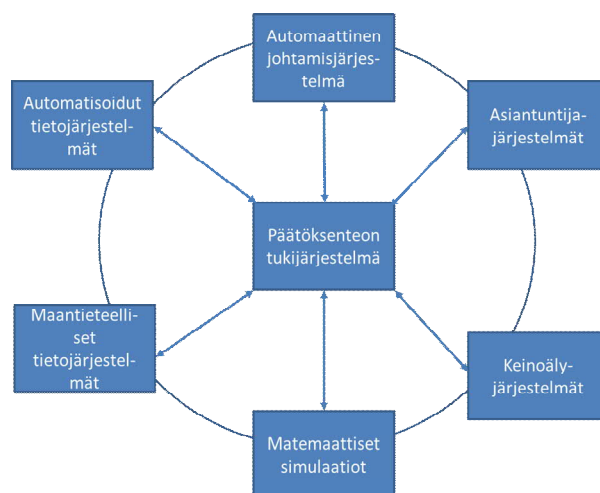 Automaattinen
johtamisjärjes-
telmä
Automatisoidut
tietojärjestel-
mät
Asiantuntija-
järjestelmät
Päätöksenteon
tukijärjestelmä
Maantieteelli-
set
tietojärjestel-
mät
Keinoäly-
järjestelmät
Matemaattiset
simulaatiot